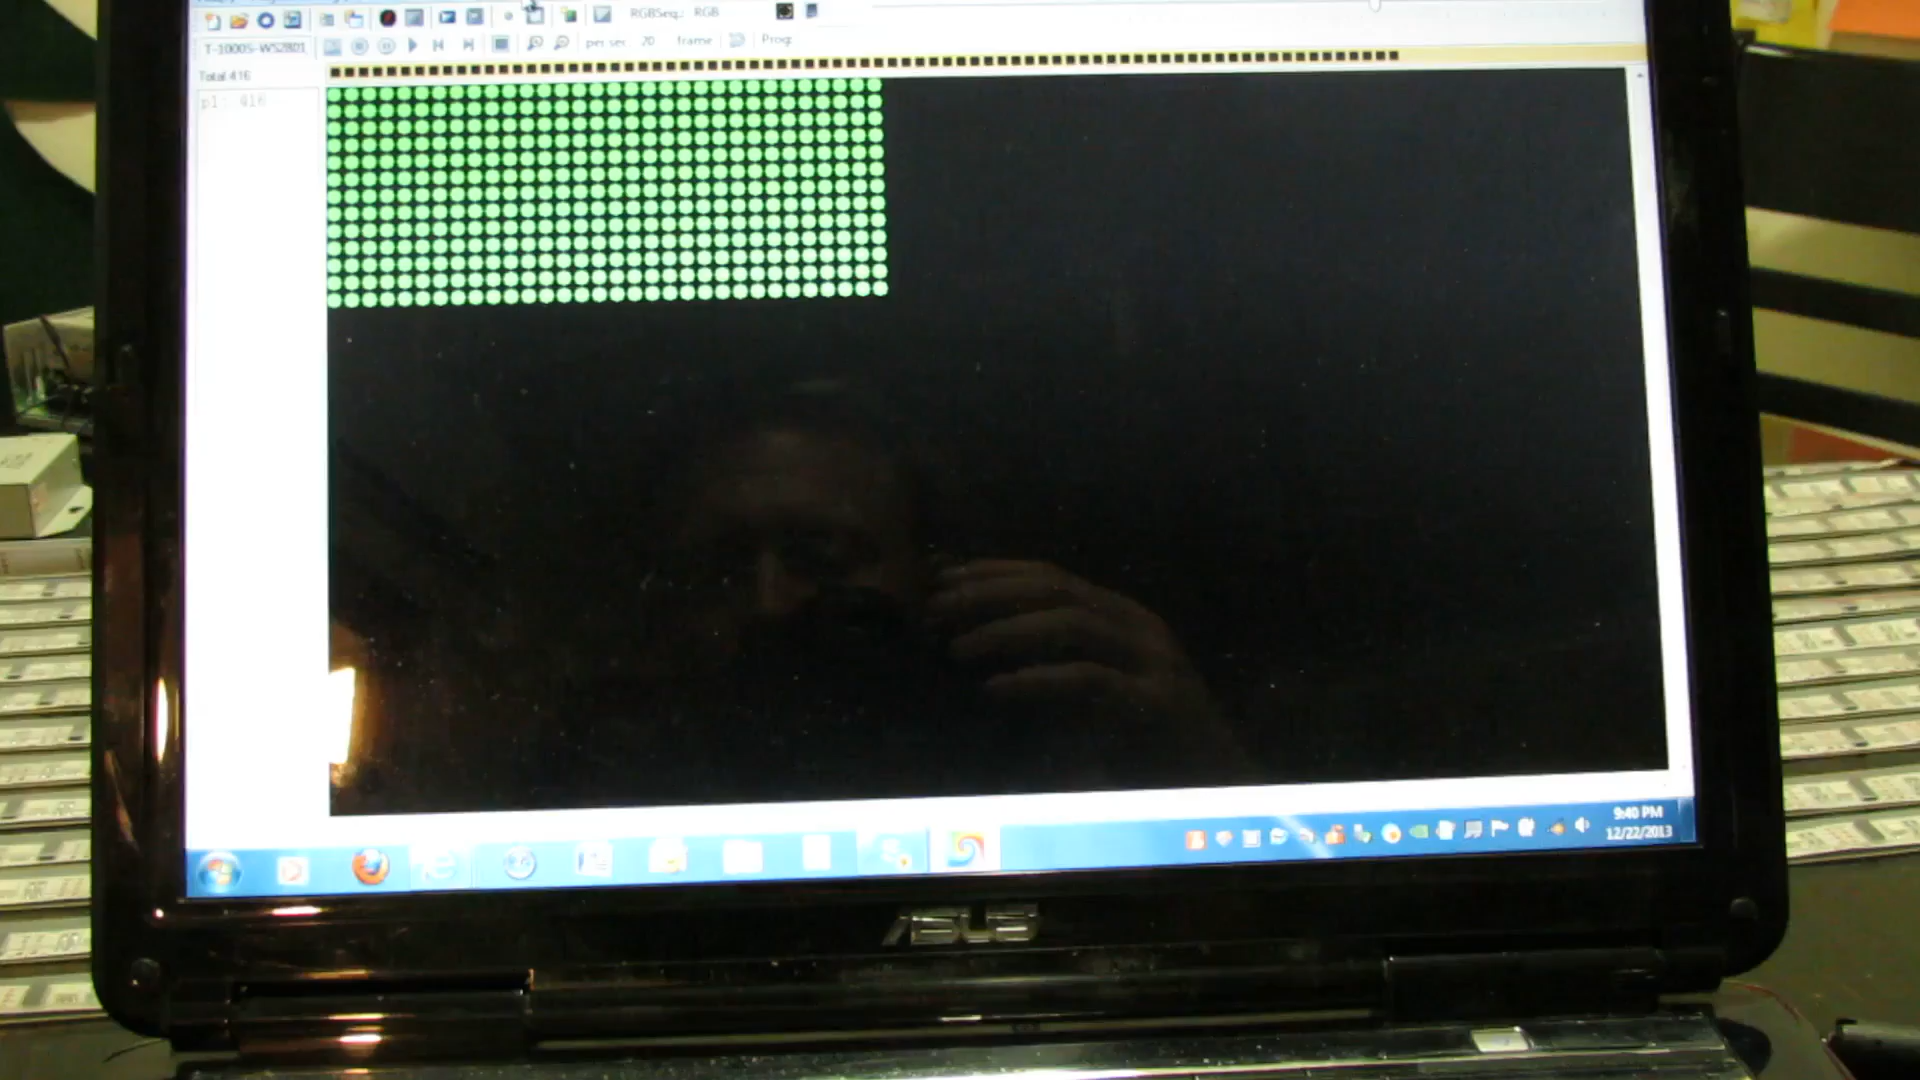 RGBSeq.: RGB
T-1000S-WS2801
per sec 20 frame Prog:
Total 416
p1: 416
9:40 PM
12/22/2013
ASUS